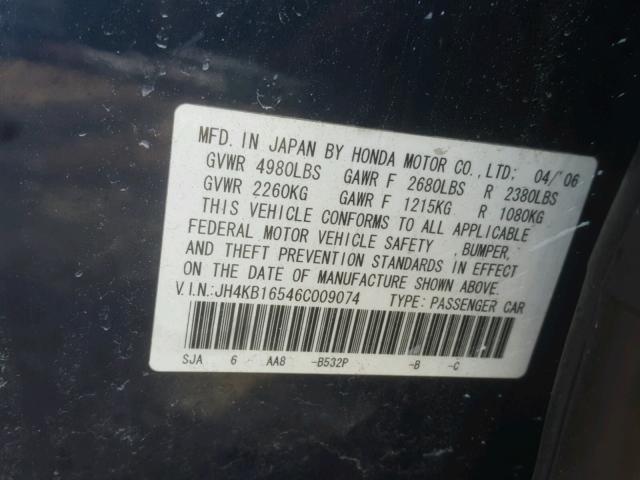 MFD. IN JAPAN BY HONDA MOTOR CO., LTD; 04/'06
GVWR 4980LBS GAWR F 2680LBS R 2380LBS
GVWR 2260KG GAWR F 1215KG R 1080KG
THIS VEHICLE CONFORMS TO ALL APPLICABLE
FEDERAL MOTOR VEHICLE SAFETY , BUMPER,
AND THEFT PREVENTION STANDARDS IN EFFECT
ON THE DATE OF MANUFACTURE SHOWN ABOVE.
V.I.N.:JH4KB16546C009074 TYPE: PASSENGER CAR
SJA 6 AA8 -B532P -B -C